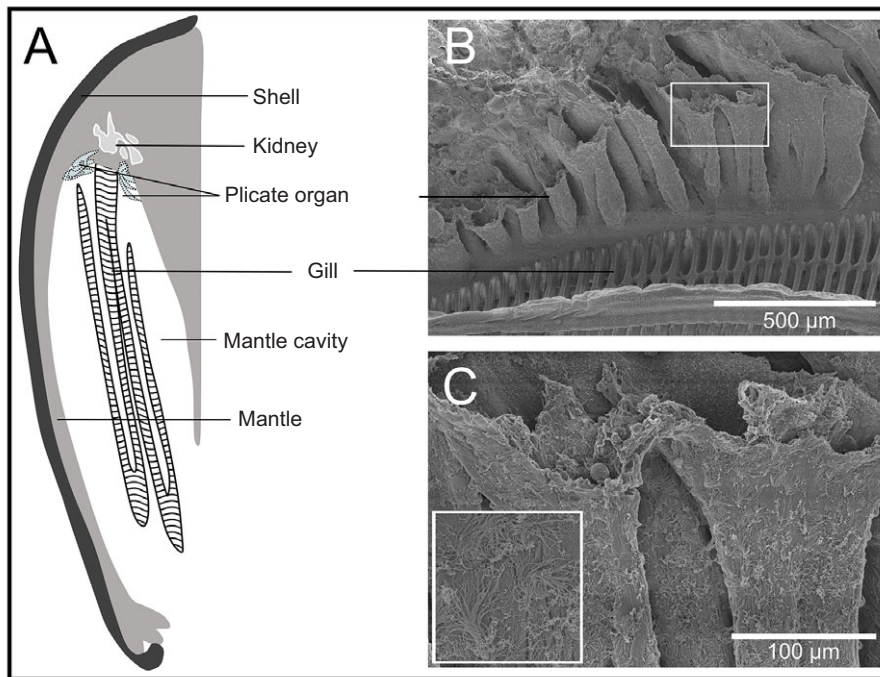 A
Shell
Kidney
Plicate organ
Gill
Mantle cavity
Mantle
B
500 µm
C
100 µm